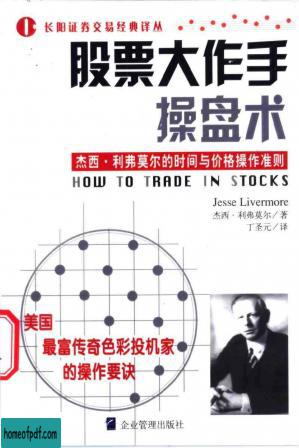 长阳证券交易经典译丛
股票大作手
操盘术
杰西·利弗莫尔的时间与价格操作准则
HOW TO TRADE IN STOCKS
Jesse Livermore
杰西·利弗莫尔／著
丁圣元／译
美国
最富传奇色彩投机家
的操作要诀
企业管理出版社
homeofpdf.com